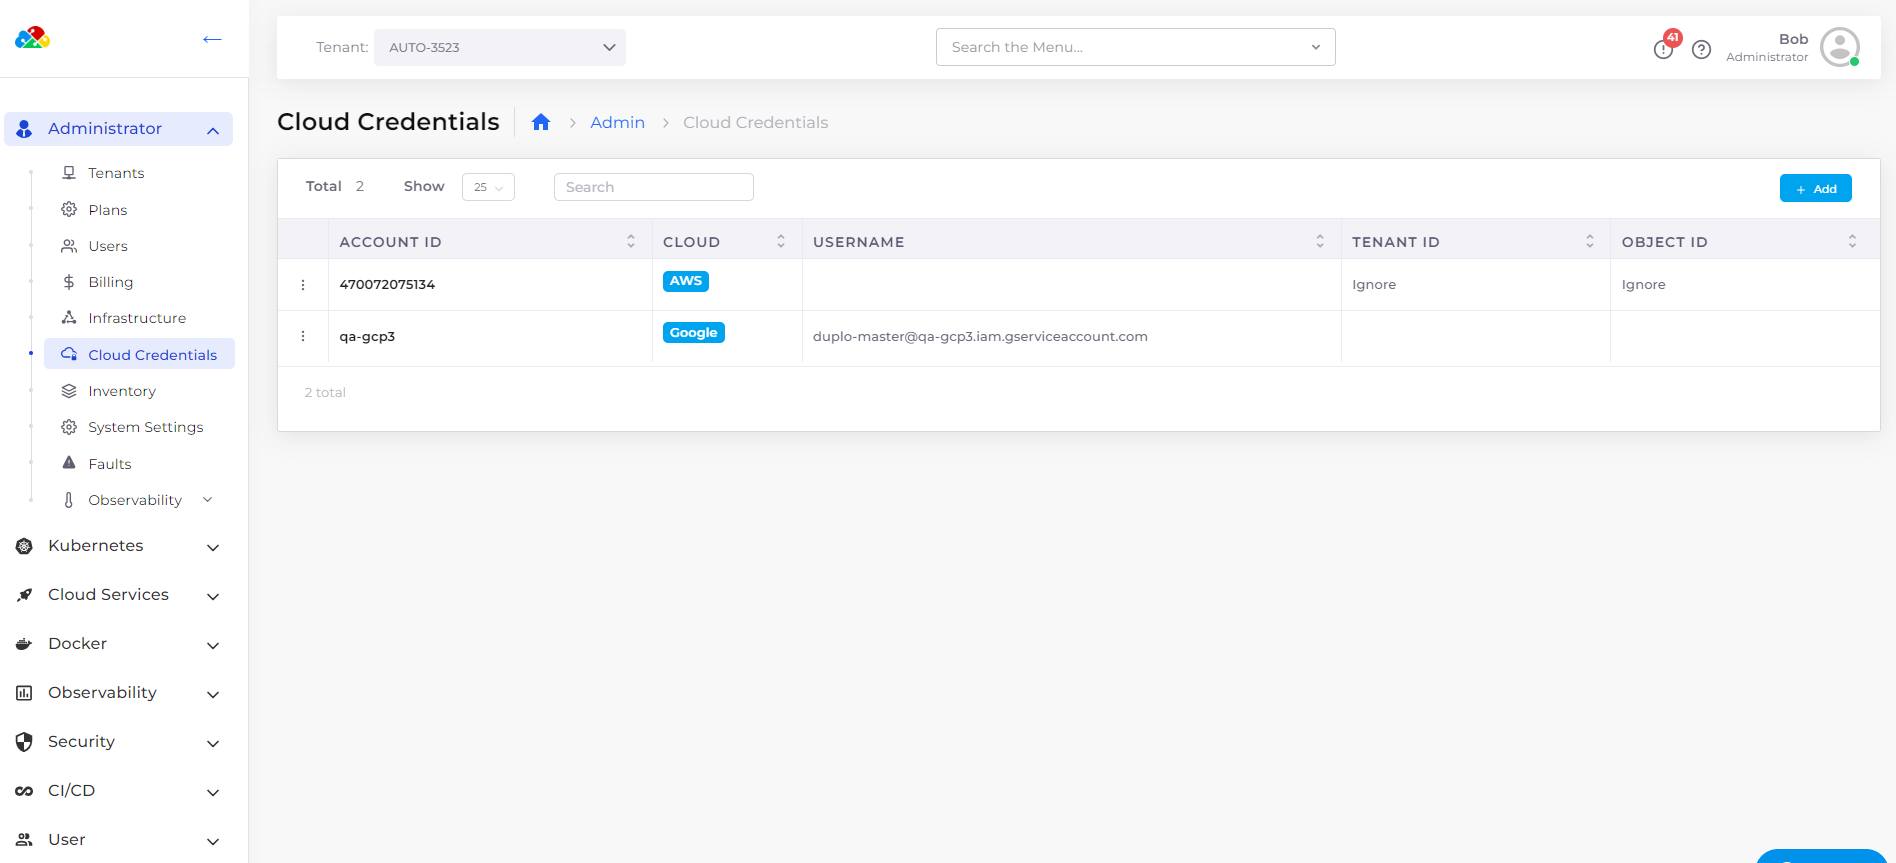 Tenant: AUTO-3523
Search the Menu...
41
Bob
Administrator
Administrator
Tenants
Plans
Users
Billing
Infrastructure
Cloud Credentials
Inventory
System Settings
Faults
Observability
Kubernetes
Cloud Services
Docker
Observability
Security
CI/CD
User
Cloud Credentials
Admin
Cloud Credentials
Total 2 Show 25 Search + Add
ACCOUNT ID CLOUD USERNAME TENANT ID OBJECT ID
470072075134 AWS Ignore Ignore
qa-gcp3 Google duplo-master@qa-gcp3.iam.gserviceaccount.com
2 total